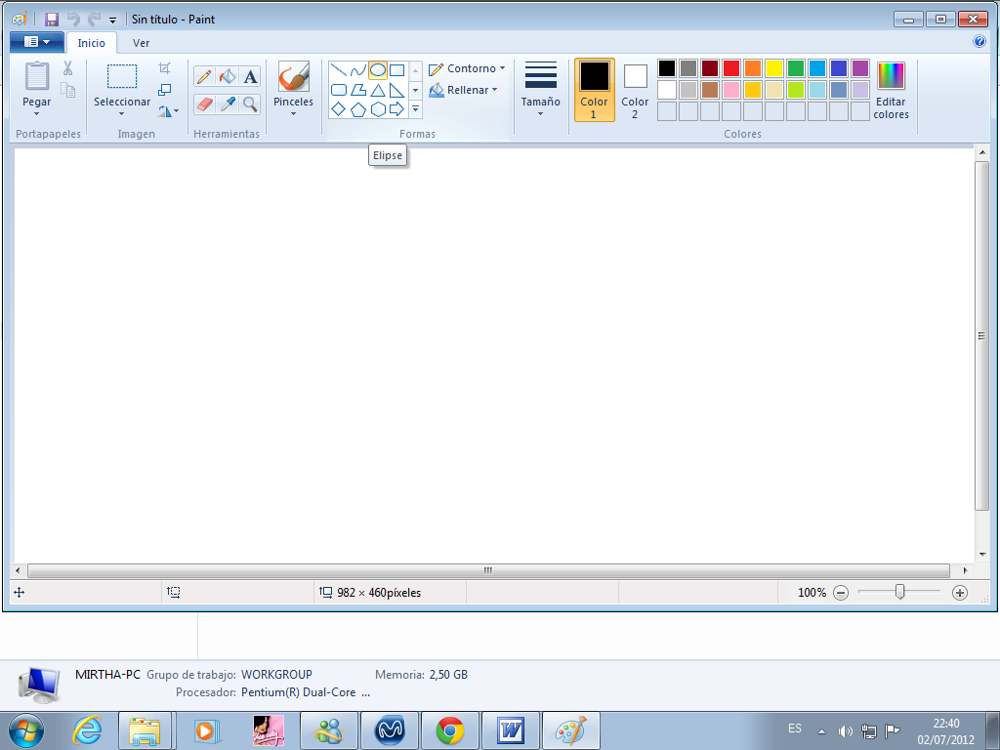 Sin título - Paint
Inicio Ver
Pegar
Seleccionar
A
Pinceles
Contorno
Rellenar
Tamaño
Color 1
Color 2
Editar colores
Portapapeles Imagen Herramientas Formas Colores
Elipse
982 × 460píxeles 100%
MIRTHA-PC Grupo de trabajo: WORKGROUP Memoria: 2,50 GB
Procesador: Pentium(R) Dual-Core ...
W
ES 22:40
02/07/2012